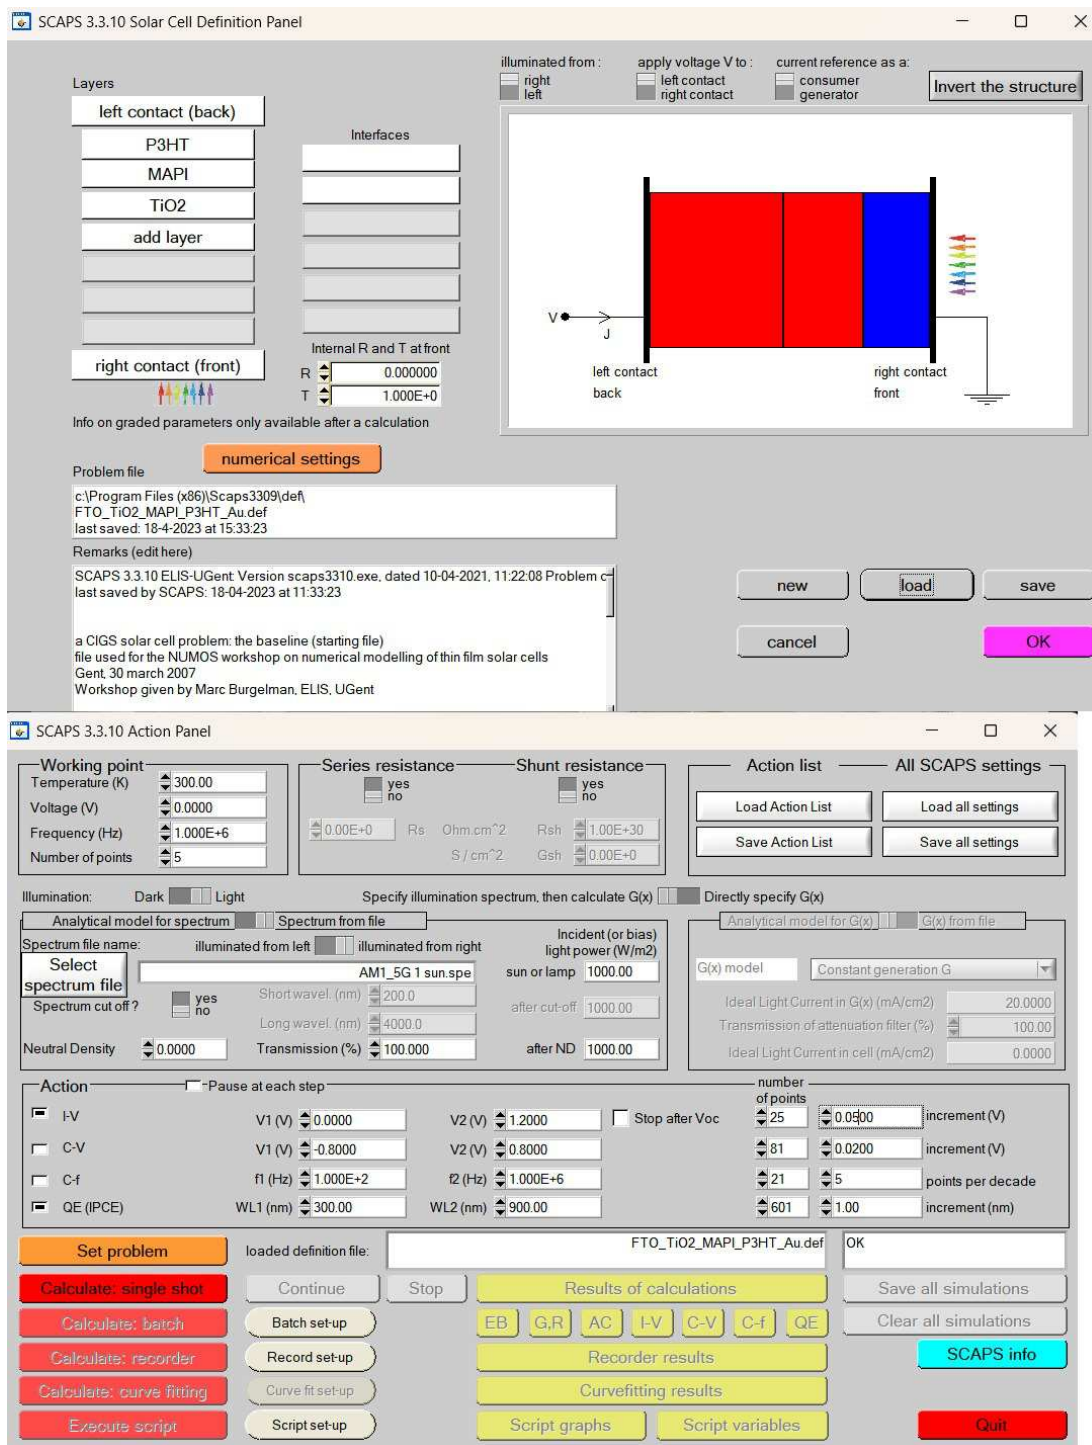 SCAPS 3.3.10 Solar Cell Definition Panel
illuminated from : apply voltage V to : current reference as a:
right left contact consumer
left right contact generator
Invert the structure
Layers
left contact (back)
Interfaces
P3HT
MAPI
TiO2
add layer
right contact (front)
Internal R and T at front
R 0.000000
T 1.000E+0
V
J
left contact right contact
back front
Info on graded parameters only available after a calculation
numerical settings
Problem file
c:\Program Files (x86)\Scaps3309\def\
FTO_TiO2_MAPI_P3HT_Au.def
last saved: 18-4-2023 at 15:33:23
Remarks (edit here)
SCAPS 3.3.10 ELIS-UGent: Version scaps3310.exe, dated 10-04-2021, 11:22:08 Problem c
last saved by SCAPS: 18-04-2023 at 11:33:23
a CIGS solar cell problem: the baseline (starting file)
file used for the NUMOS workshop on numerical modelling of thin film solar cells
Gent, 30 march 2007
Workshop given by Marc Burgelman, ELIS, UGent
new load save
cancel OK
SCAPS 3.3.10 Action Panel
Working point Series resistance Shunt resistance Action list All SCAPS settings
Temperature (K) 300.00 yes yes
no no
Voltage (V) 0.0000 Load Action List Load all settings
Frequency (Hz) 1.000E+6 0.00E+0 Rs Ohm.cm^2 Rsh 1.00E+30
Save Action List Save all settings
Number of points 5 S / cm^2 Gsh 0.00E+0
Illumination: Dark Light Specify illumination spectrum, then calculate G(x) Directly specify G(x)
Analytical model for spectrum Spectrum from file Analytical model for G(x) G(x) from file
Spectrum file name: illuminated from left illuminated from right Incident (or bias)
light power (W/m2)
Select
spectrum file AM1_5G 1 sun.spe sun or lamp 1000.00 G(x) model Constant generation G
Spectrum cut off ? yes Short wavel. (nm) 200.0 after cut-off 1000.00 Ideal Light Current in G(x) (mA/cm2) 20.0000
no Long wavel. (nm) 4000.0 Transmission of attenuation filter (%) 100.00
Neutral Density 0.0000 Transmission (%) 100.000 after ND 1000.00 Ideal Light Current in cell (mA/cm2) 0.0000
Action Pause at each step number
of points
I-V V1 (V) 0.0000 V2 (V) 1.2000 Stop after Voc 25 0.0500 increment (V)
C-V V1 (V) -0.8000 V2 (V) 0.8000 81 0.0200 increment (V)
C-f f1 (Hz) 1.000E+2 f2 (Hz) 1.000E+6 21 5 points per decade
QE (IPCE) WL1 (nm) 300.00 WL2 (nm) 900.00 601 1.00 increment (nm)
Set problem loaded definition file: FTO_TiO2_MAPI_P3HT_Au.def OK
Calculate: single shot Continue Stop Results of calculations Save all simulations
Calculate: batch Batch set-up EB G,R AC I-V C-V C-f QE Clear all simulations
Calculate: recorder Record set-up Recorder results SCAPS info
Calculate: curve fitting Curve fit set-up Curvefitting results
Execute script Script set-up Script graphs Script variables Quit